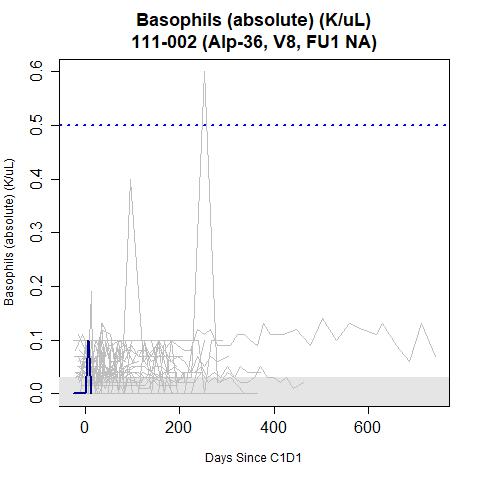 Basophils (absolute) (K/uL)
111-002 (Alp-36, V8, FU1 NA)
Basophils (absolute) (K/uL)
0.6
0.5
0.4
0.3
0.2
0.1
0.0
0 200 400 600
Days Since C1D1